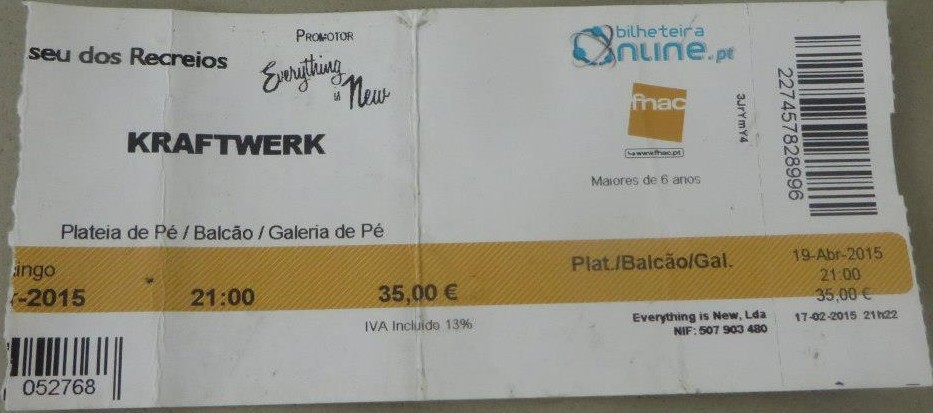 seu dos Recreios
PROMOTOR
Everything
is New
KRAFTWERK
Plateia de Pé / Balcão / Galeria de Pé
ingo
-2015
21:00
35,00 €
IVA Incluído 13%
052768
bilheteira
Online.pt
fnac
www.fnac.pt
Maiores de 6 anos
3JrYmY4
227457828996
Plat./Balcão/Gal.
19-Abr-2015
21:00
35,00 €
Everything is New, Lda
NIF: 507 903 480
17-02-2015 21h22